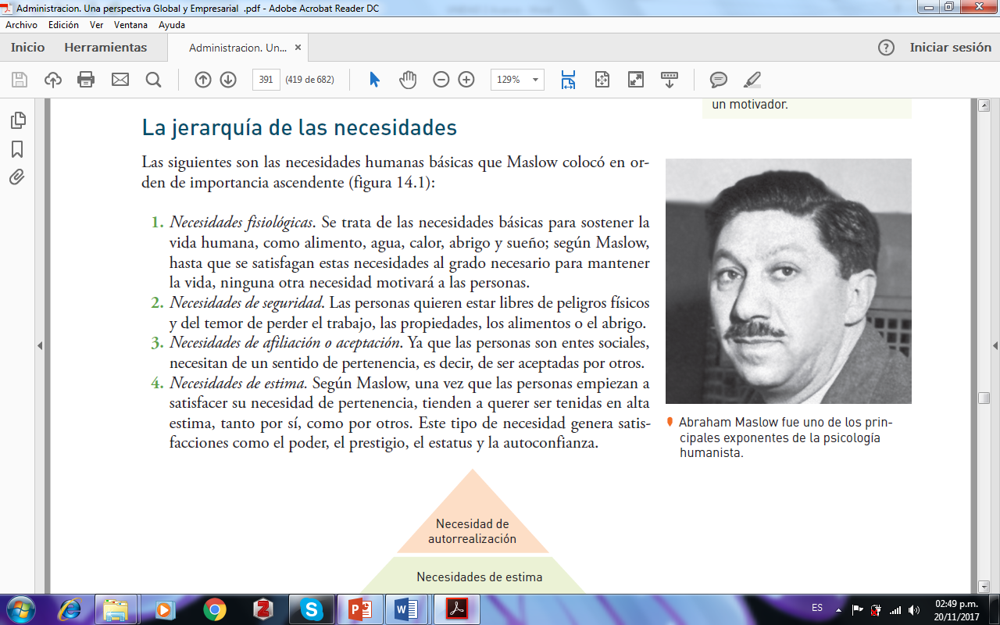 Administracion. Una perspectiva Global y Empresarial .pdf - Adobe Acrobat Reader DC
Archivo Edición Ver Ventana Ayuda
Inicio Herramientas Administracion. Un... × ? Iniciar sesión
391 (419 de 682) 129%
un motivador.
La jerarquía de las necesidades
Las siguientes son las necesidades humanas básicas que Maslow colocó en or-
den de importancia ascendente (figura 14.1):
1. Necesidades fisiológicas. Se trata de las necesidades básicas para sostener la
vida humana, como alimento, agua, calor, abrigo y sueño; según Maslow,
hasta que se satisfagan estas necesidades al grado necesario para mantener
la vida, ninguna otra necesidad motivará a las personas.
2. Necesidades de seguridad. Las personas quieren estar libres de peligros físicos
y del temor de perder el trabajo, las propiedades, los alimentos o el abrigo.
3. Necesidades de afiliación o aceptación. Ya que las personas son entes sociales,
necesitan de un sentido de pertenencia, es decir, de ser aceptadas por otros.
4. Necesidades de estima. Según Maslow, una vez que las personas empiezan a
satisfacer su necesidad de pertenencia, tienden a querer ser tenidas en alta
estima, tanto por sí, como por otros. Este tipo de necesidad genera satis-
facciones como el poder, el prestigio, el estatus y la autoconfianza.
Abraham Maslow fue uno de los prin-
cipales exponentes de la psicología
humanista.
Necesidad de
autorrealización
Necesidades de estima
ES 02:49 p.m.
20/11/2017